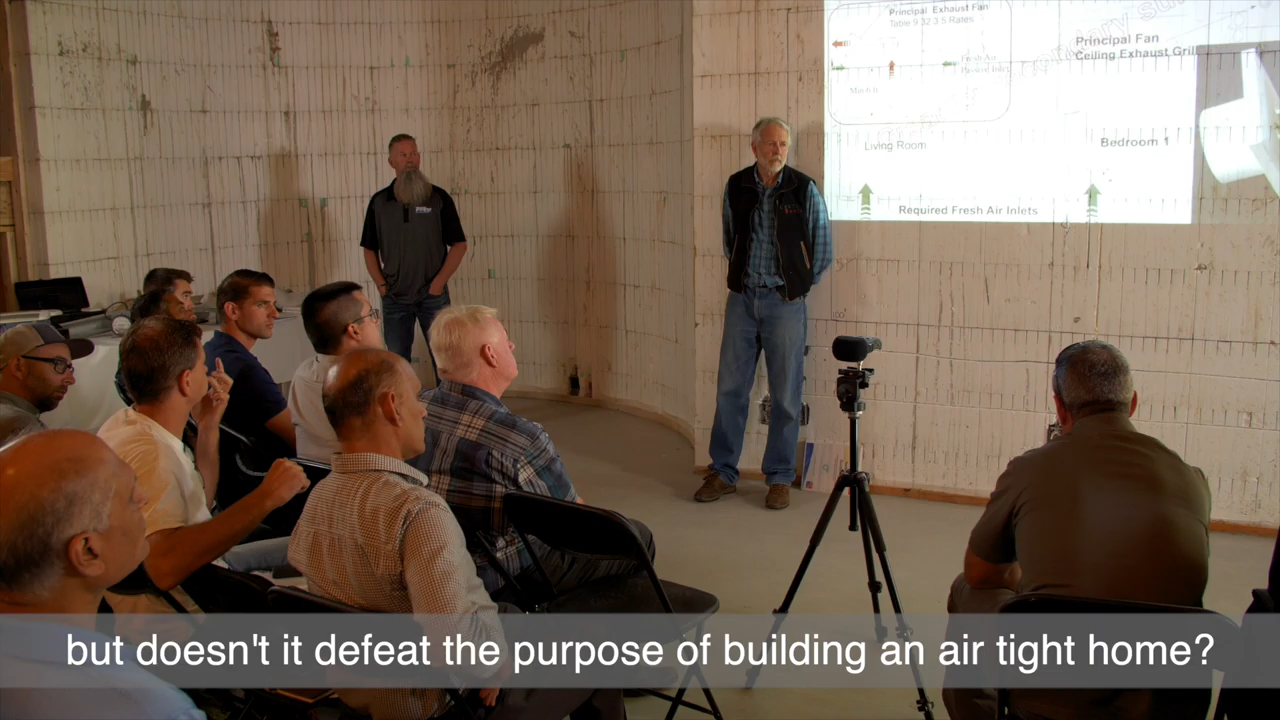 Principal Exhaust Fan
Table 9.32.3.5 Rates
Fresh Air
Principal Fan
Ceiling Exhaust Grill
Living Room
Bedroom 1
Required Fresh Air Inlets
but doesn't it defeat the purpose of building an air tight home?